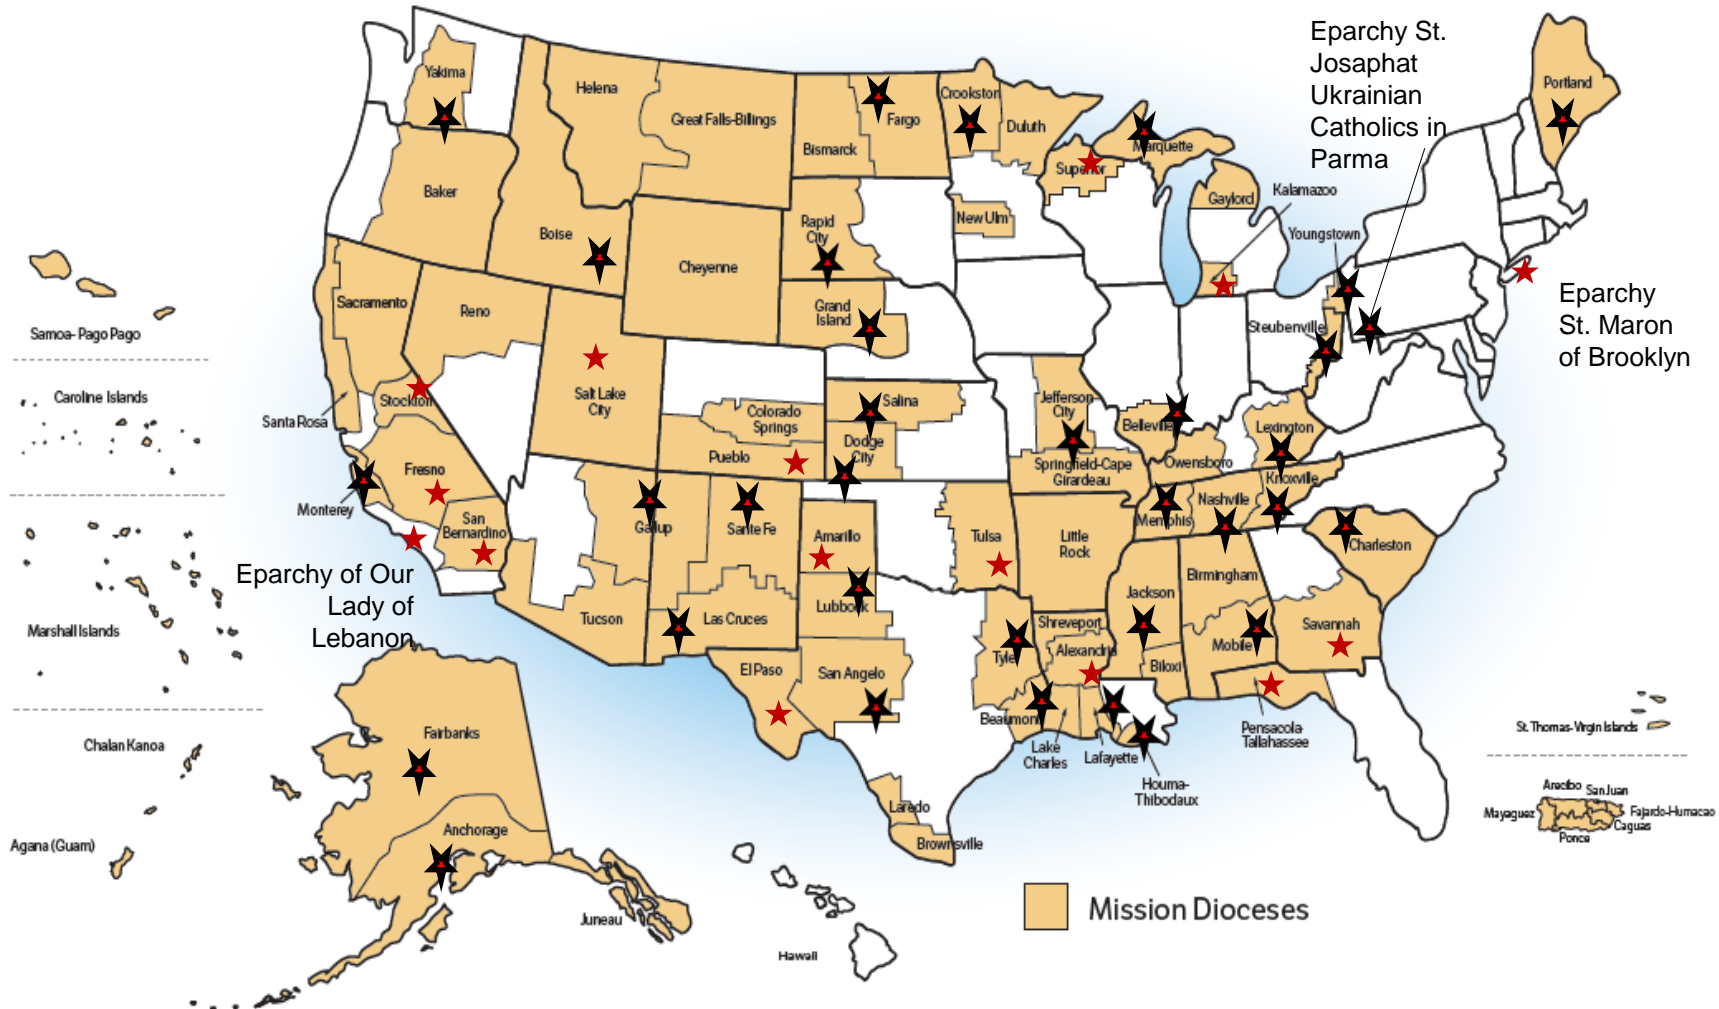 Eparchy St.
Josaphat
Ukrainian
Catholics in
Parma
Portland
Yakima
Helena
Great Falls-Billings
Bismarck
Fargo
Crookston
Duluth
Marquette
Superior
Gaylord
Kalamazoo
Youngstown
Baker
Boise
Cheyenne
Rapid
City
New Ulm
Grand
Island
Steubenville
Eparchy
St. Maron
of Brooklyn
Samoa- Pago Pago
Caroline Islands
Marshall Islands
Chalan Kanoa
Agana (Guam)
Sacramento
Reno
Salt Lake
City
Santa Rosa
Stockton
Colorado
Springs
Pueblo
Salina
Dodge
City
Jefferson
City
Belleville
Owensboro
Lexington
Springfield-Cape
Girardeau
Fresno
Monterey
San
Bernardino
Gallup
Sante Fe
Amarillo
Tulsa
Little
Rock
Memphis
Nashville
Knoxville
Charleston
Eparchy of Our
Lady of
Lebanon
Tucson
Las Cruces
Lubbock
Birmingham
Jackson
Shreveport
Alexandria
Tyler
Biloxi
Mobile
Savannah
El Paso
San Angelo
Beaumont
Lake
Charles
Lafayette
Houma-
Thibodaux
Pensacola-
Tallahassee
Laredo
Brownsville
Fairbanks
Anchorage
Juneau
Hawaii
St. Thomas-Virgin Islands
Arecibo
San Juan
Mayaguez
Fajardo-Humacao
Caguas
Ponce
Mission Dioceses